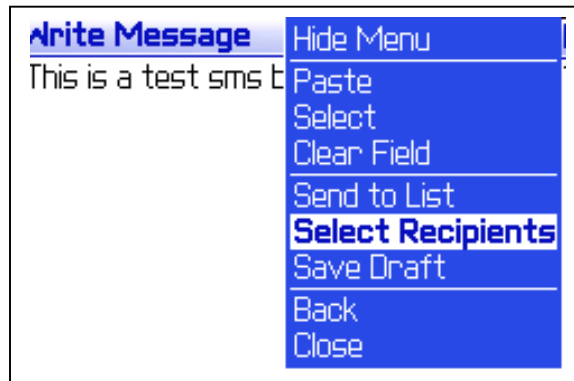 Write Message
This is a test sms
Hide Menu
Paste
Select
Clear Field
Send to List
Select Recipients
Save Draft
Back
Close